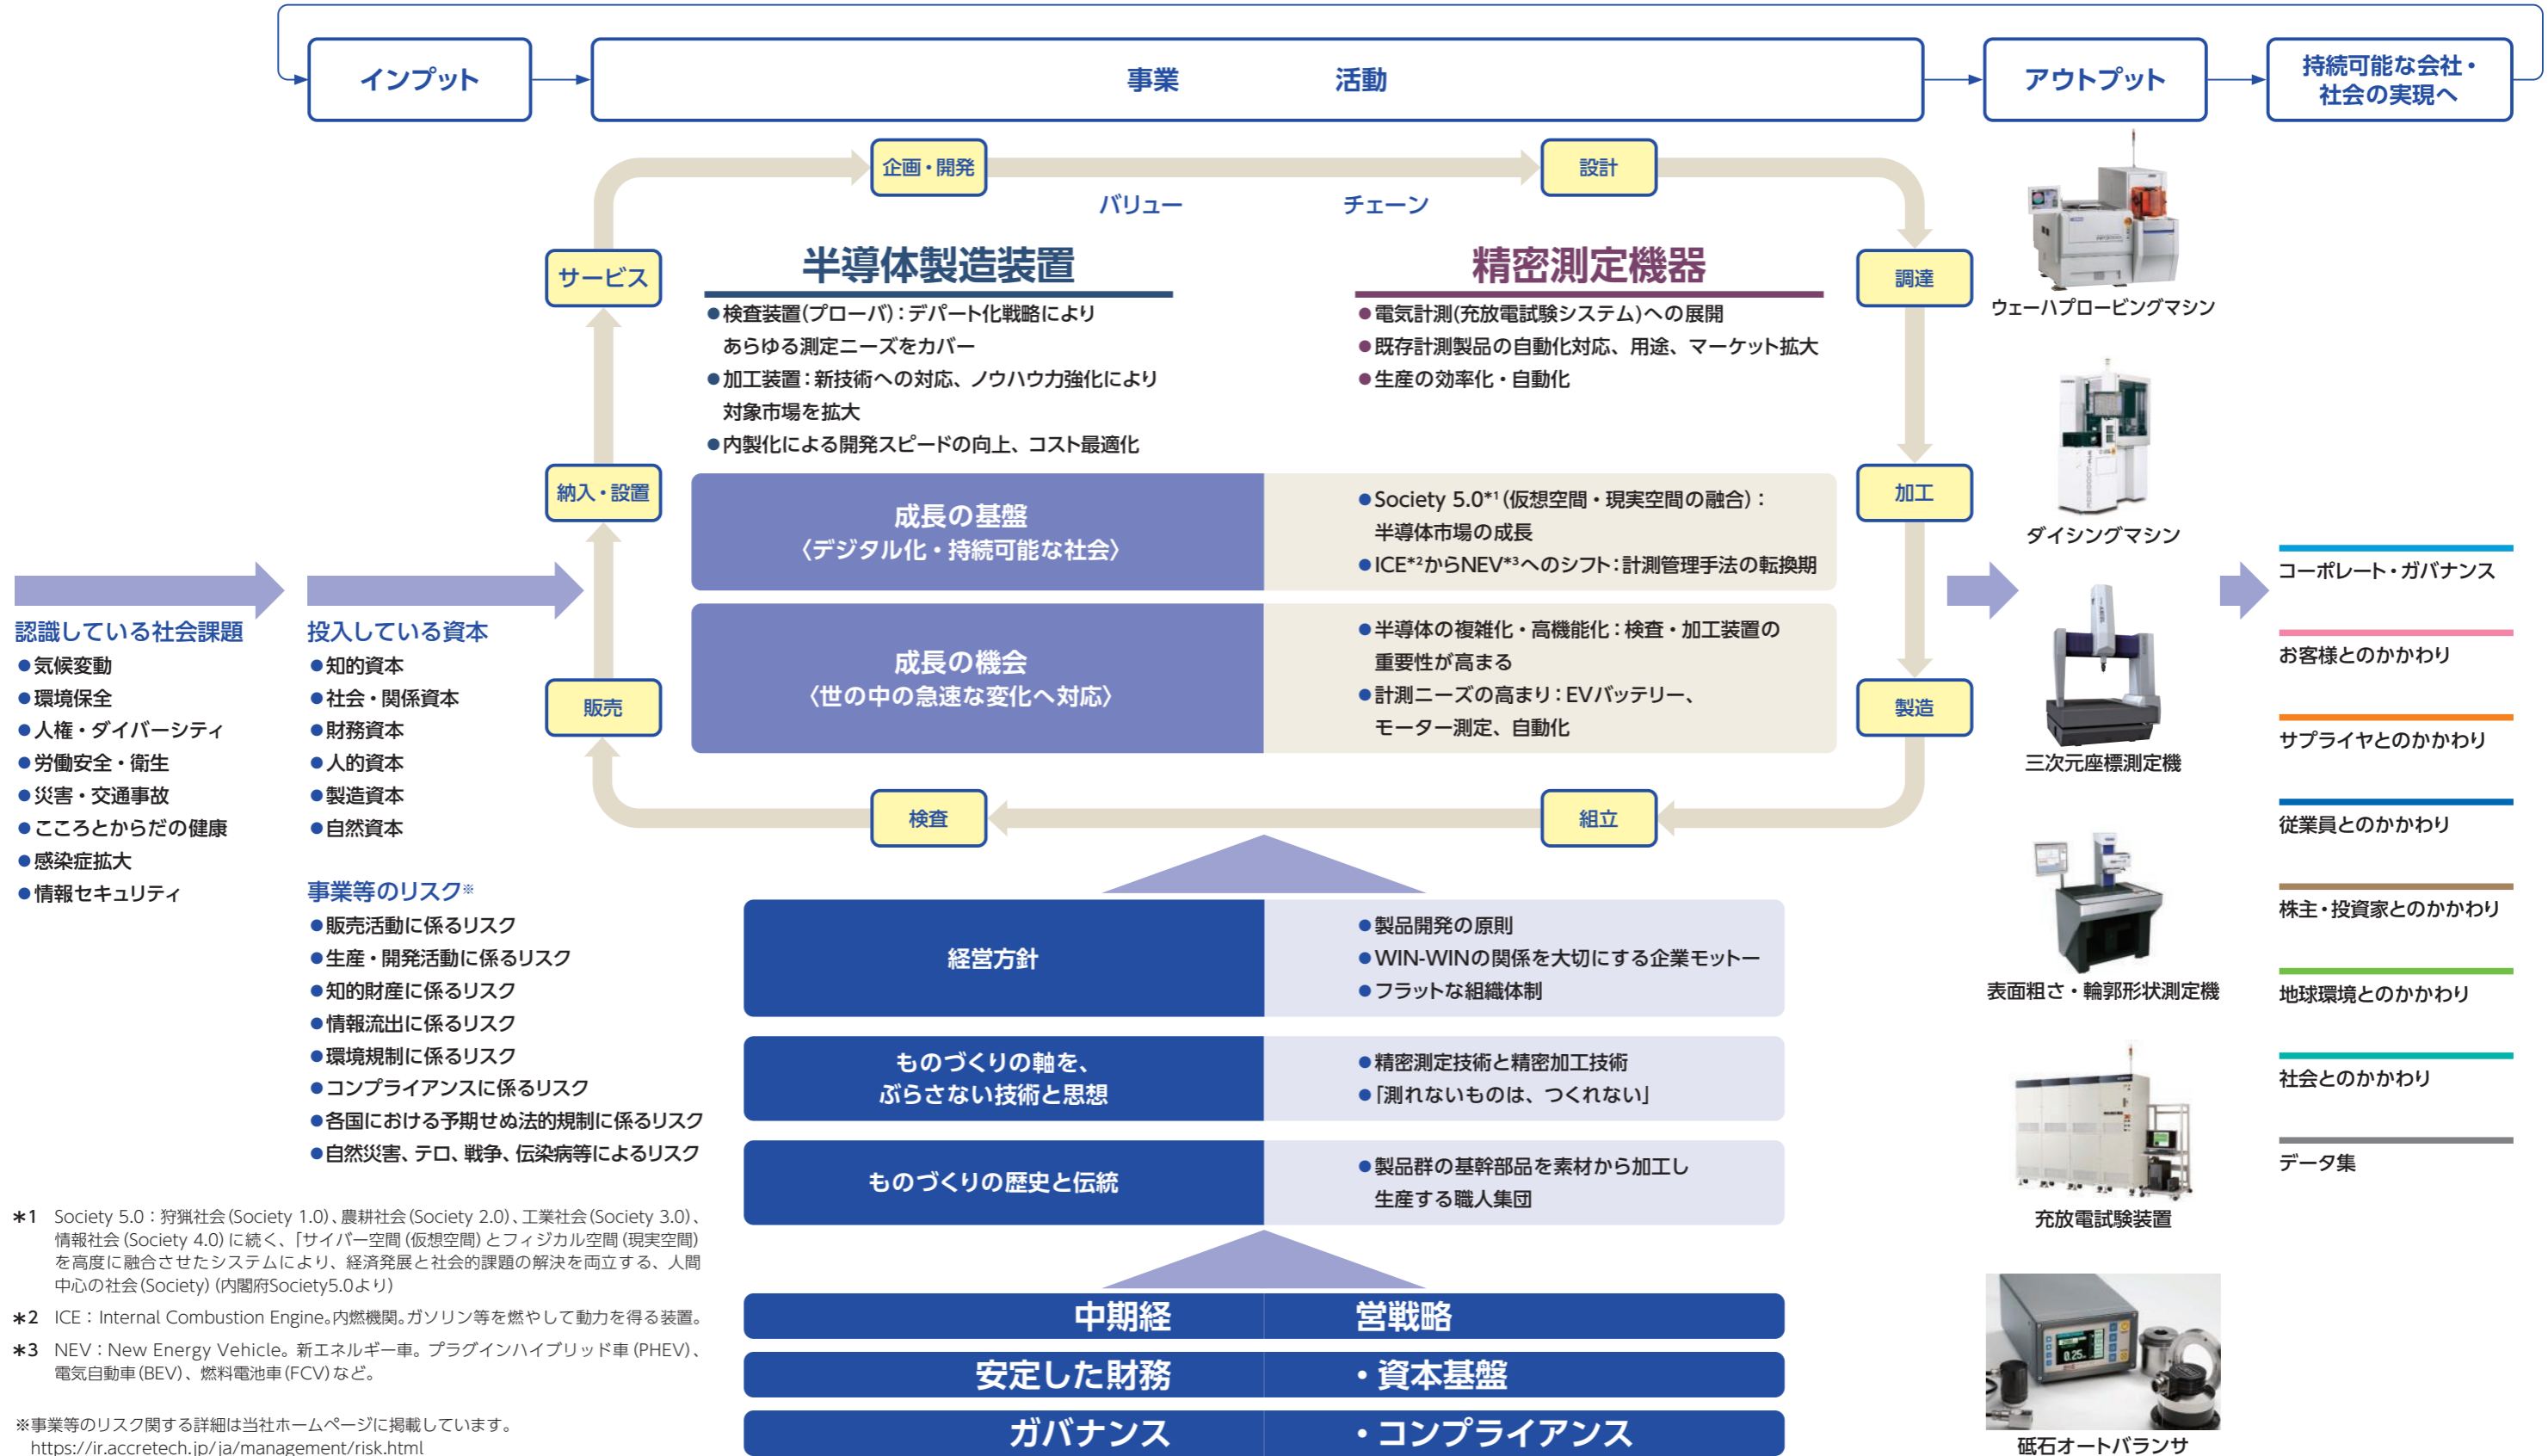 インプット
事業 活動
アウトプット
持続可能な会社・
社会の実現へ
企画・開発
設計
バリュー チェーン
サービス
調達
納入・設置
加工
販売
製造
検査
組立
半導体製造装置
●検査装置(プローバ)：デパート化戦略により
あらゆる測定ニーズをカバー
●加工装置：新技術への対応、ノウハウ力強化により
対象市場を拡大
●内製化による開発スピードの向上、コスト最適化
精密測定機器
●電気計測(充放電試験システム)への展開
●既存計測製品の自動化対応、用途、マーケット拡大
●生産の効率化・自動化
成長の基盤
〈デジタル化・持続可能な社会〉
●Society 5.0*1(仮想空間・現実空間の融合)：
半導体市場の成長
●ICE*2からNEV*3へのシフト：計測管理手法の転換期
成長の機会
〈世の中の急速な変化へ対応〉
●半導体の複雑化・高機能化：検査・加工装置の
重要性が高まる
●計測ニーズの高まり：EVバッテリー、
モーター測定、自動化
認識している社会課題
●気候変動
●環境保全
●人権・ダイバーシティ
●労働安全・衛生
●災害・交通事故
●こころとからだの健康
●感染症拡大
●情報セキュリティ
投入している資本
●知的資本
●社会・関係資本
●財務資本
●人的資本
●製造資本
●自然資本
事業等のリスク※
●販売活動に係るリスク
●生産・開発活動に係るリスク
●知的財産に係るリスク
●情報流出に係るリスク
●環境規制に係るリスク
●コンプライアンスに係るリスク
●各国における予期せぬ法的規制に係るリスク
●自然災害、テロ、戦争、伝染病等によるリスク
経営方針
●製品開発の原則
●WIN-WINの関係を大切にする企業モットー
●フラットな組織体制
ものづくりの軸を、
ぶらさない技術と思想
●精密測定技術と精密加工技術
●「測れないものは、つくれない」
ものづくりの歴史と伝統
●製品群の基幹部品を素材から加工し
生産する職人集団
中期経 営戦略
安定した財務 ・資本基盤
ガバナンス ・コンプライアンス
ウェーハプロービングマシン
ダイシングマシン
三次元座標測定機
表面粗さ・輪郭形状測定機
充放電試験装置
0.25
砥石オートバランサ
コーポレート・ガバナンス
お客様とのかかわり
サプライヤとのかかわり
従業員とのかかわり
株主・投資家とのかかわり
地球環境とのかかわり
社会とのかかわり
データ集
*1 Society 5.0：狩猟社会(Society 1.0)、農耕社会(Society 2.0)、工業社会(Society 3.0)、
情報社会(Society 4.0)に続く、「サイバー空間(仮想空間)とフィジカル空間(現実空間)
を高度に融合させたシステムにより、経済発展と社会的課題の解決を両立する、人間
中心の社会(Society)(内閣府Society5.0より)
*2 ICE：Internal Combustion Engine。内燃機関。ガソリン等を燃やして動力を得る装置。
*3 NEV：New Energy Vehicle。新エネルギー車。プラグインハイブリッド車(PHEV)、
電気自動車(BEV)、燃料電池車(FCV)など。
※事業等のリスク関する詳細は当社ホームページに掲載しています。
https://ir.accretech.jp/ja/management/risk.html